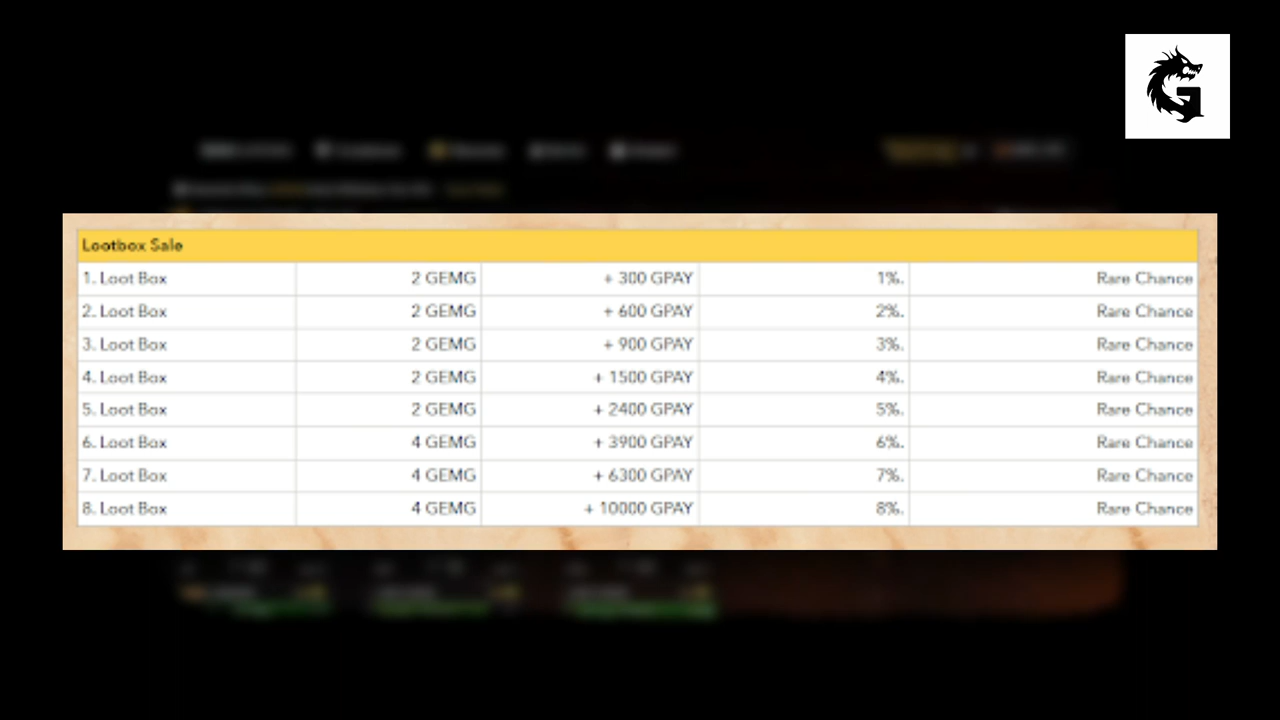 Lootbox Sale
1. Loot Box 2 GEMG + 300 GPAY 1%. Rare Chance
2. Loot Box 2 GEMG + 600 GPAY 2%. Rare Chance
3. Loot Box 2 GEMG + 900 GPAY 3%. Rare Chance
4. Loot Box 2 GEMG + 1500 GPAY 4%. Rare Chance
5. Loot Box 2 GEMG + 2400 GPAY 5%. Rare Chance
6. Loot Box 4 GEMG + 3900 GPAY 6%. Rare Chance
7. Loot Box 4 GEMG + 6300 GPAY 7%. Rare Chance
8. Loot Box 4 GEMG + 10000 GPAY 8%. Rare Chance